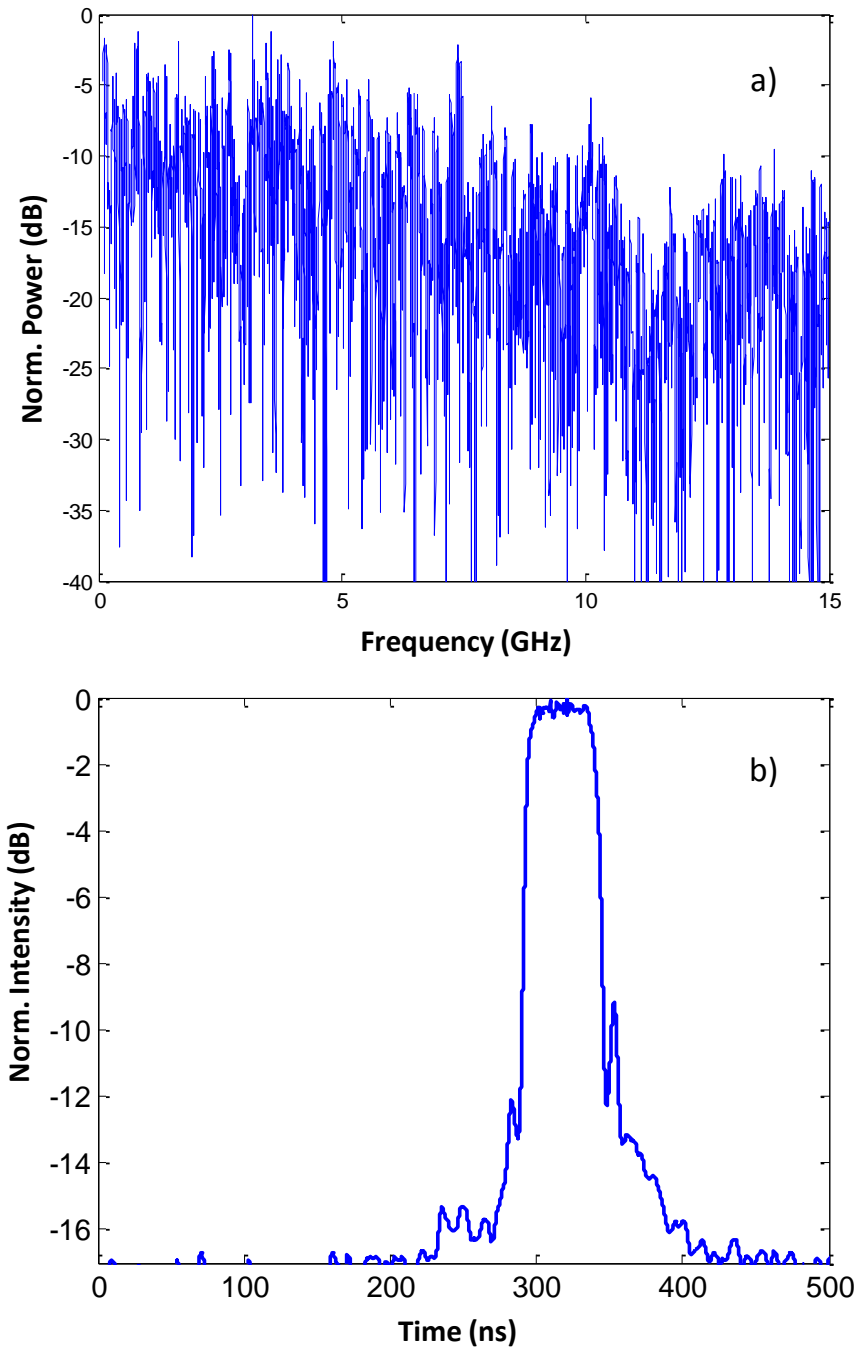 0
-5
-10
-15
-20
-25
-30
-35
-40
Norm. Power (dB)
a)
0 5 10 15
Frequency (GHz)
0
-2
-4
-6
-8
-10
-12
-14
-16
Norm. Intensity (dB)
b)
0 100 200 300 400 500
Time (ns)